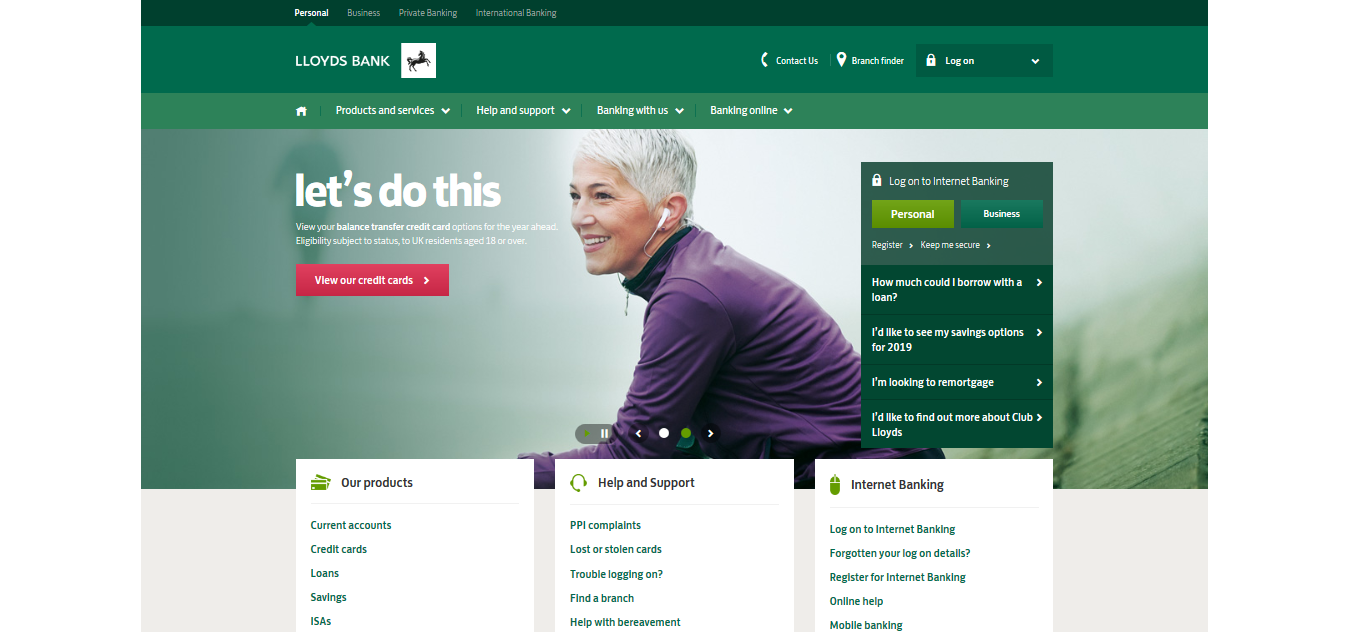 Personal Business Private Banking International Banking
LLOYDS BANK
Contact Us Branch finder Log on
Products and services Help and support Banking with us Banking online
let's do this
View your balance transfer credit card options for the year ahead.
Eligibility subject to status, to UK residents aged 18 or over.
View our credit cards
Log on to Internet Banking
Personal Business
Register Keep me secure
How much could I borrow with a
loan?
I'd like to see my savings options
for 2019
I'm looking to remortgage
I'd like to find out more about Club
Lloyds
Our products
Current accounts
Credit cards
Loans
Savings
ISAs
Help and Support
PPI complaints
Lost or stolen cards
Trouble logging on?
Find a branch
Help with bereavement
Internet Banking
Log on to Internet Banking
Forgotten your log on details?
Register for Internet Banking
Online help
Mobile banking